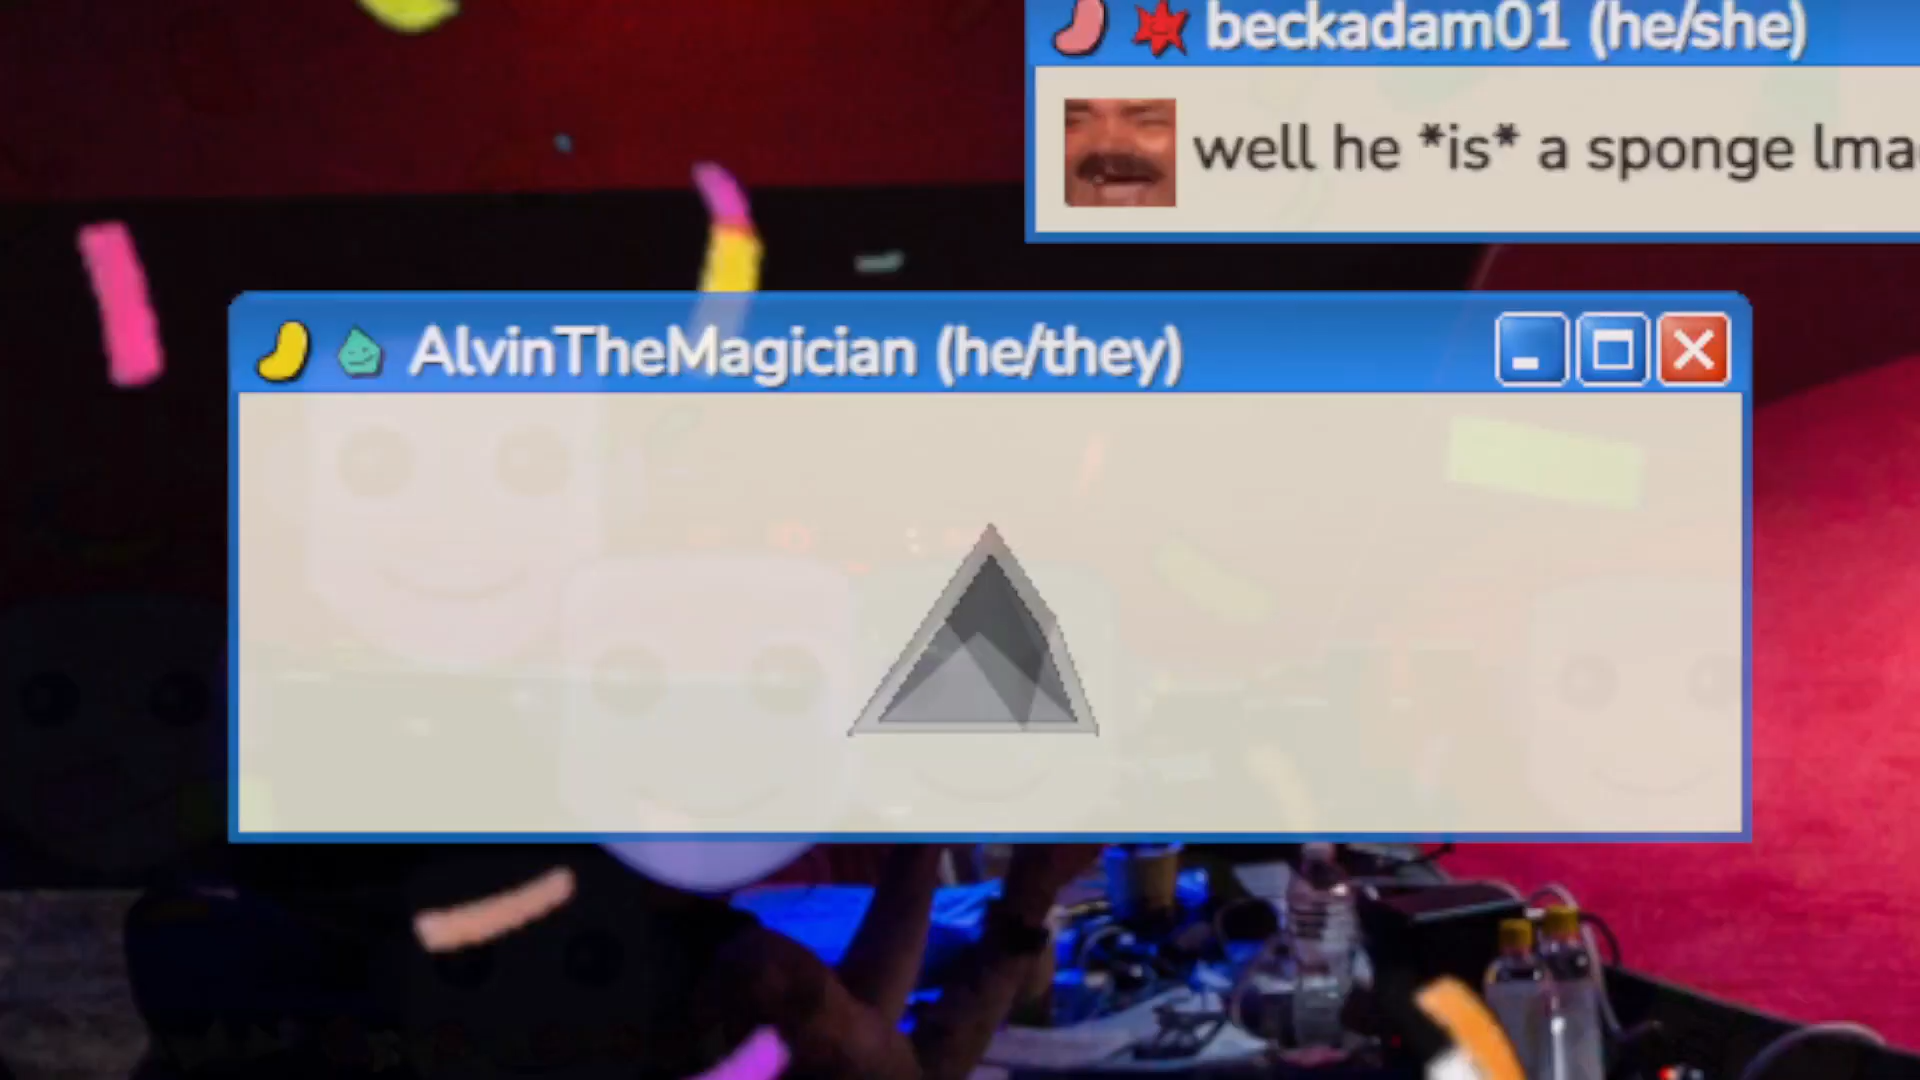 beckadam01 (he/she)
well he *is* a sponge lma
AlvinTheMagician (he/they)